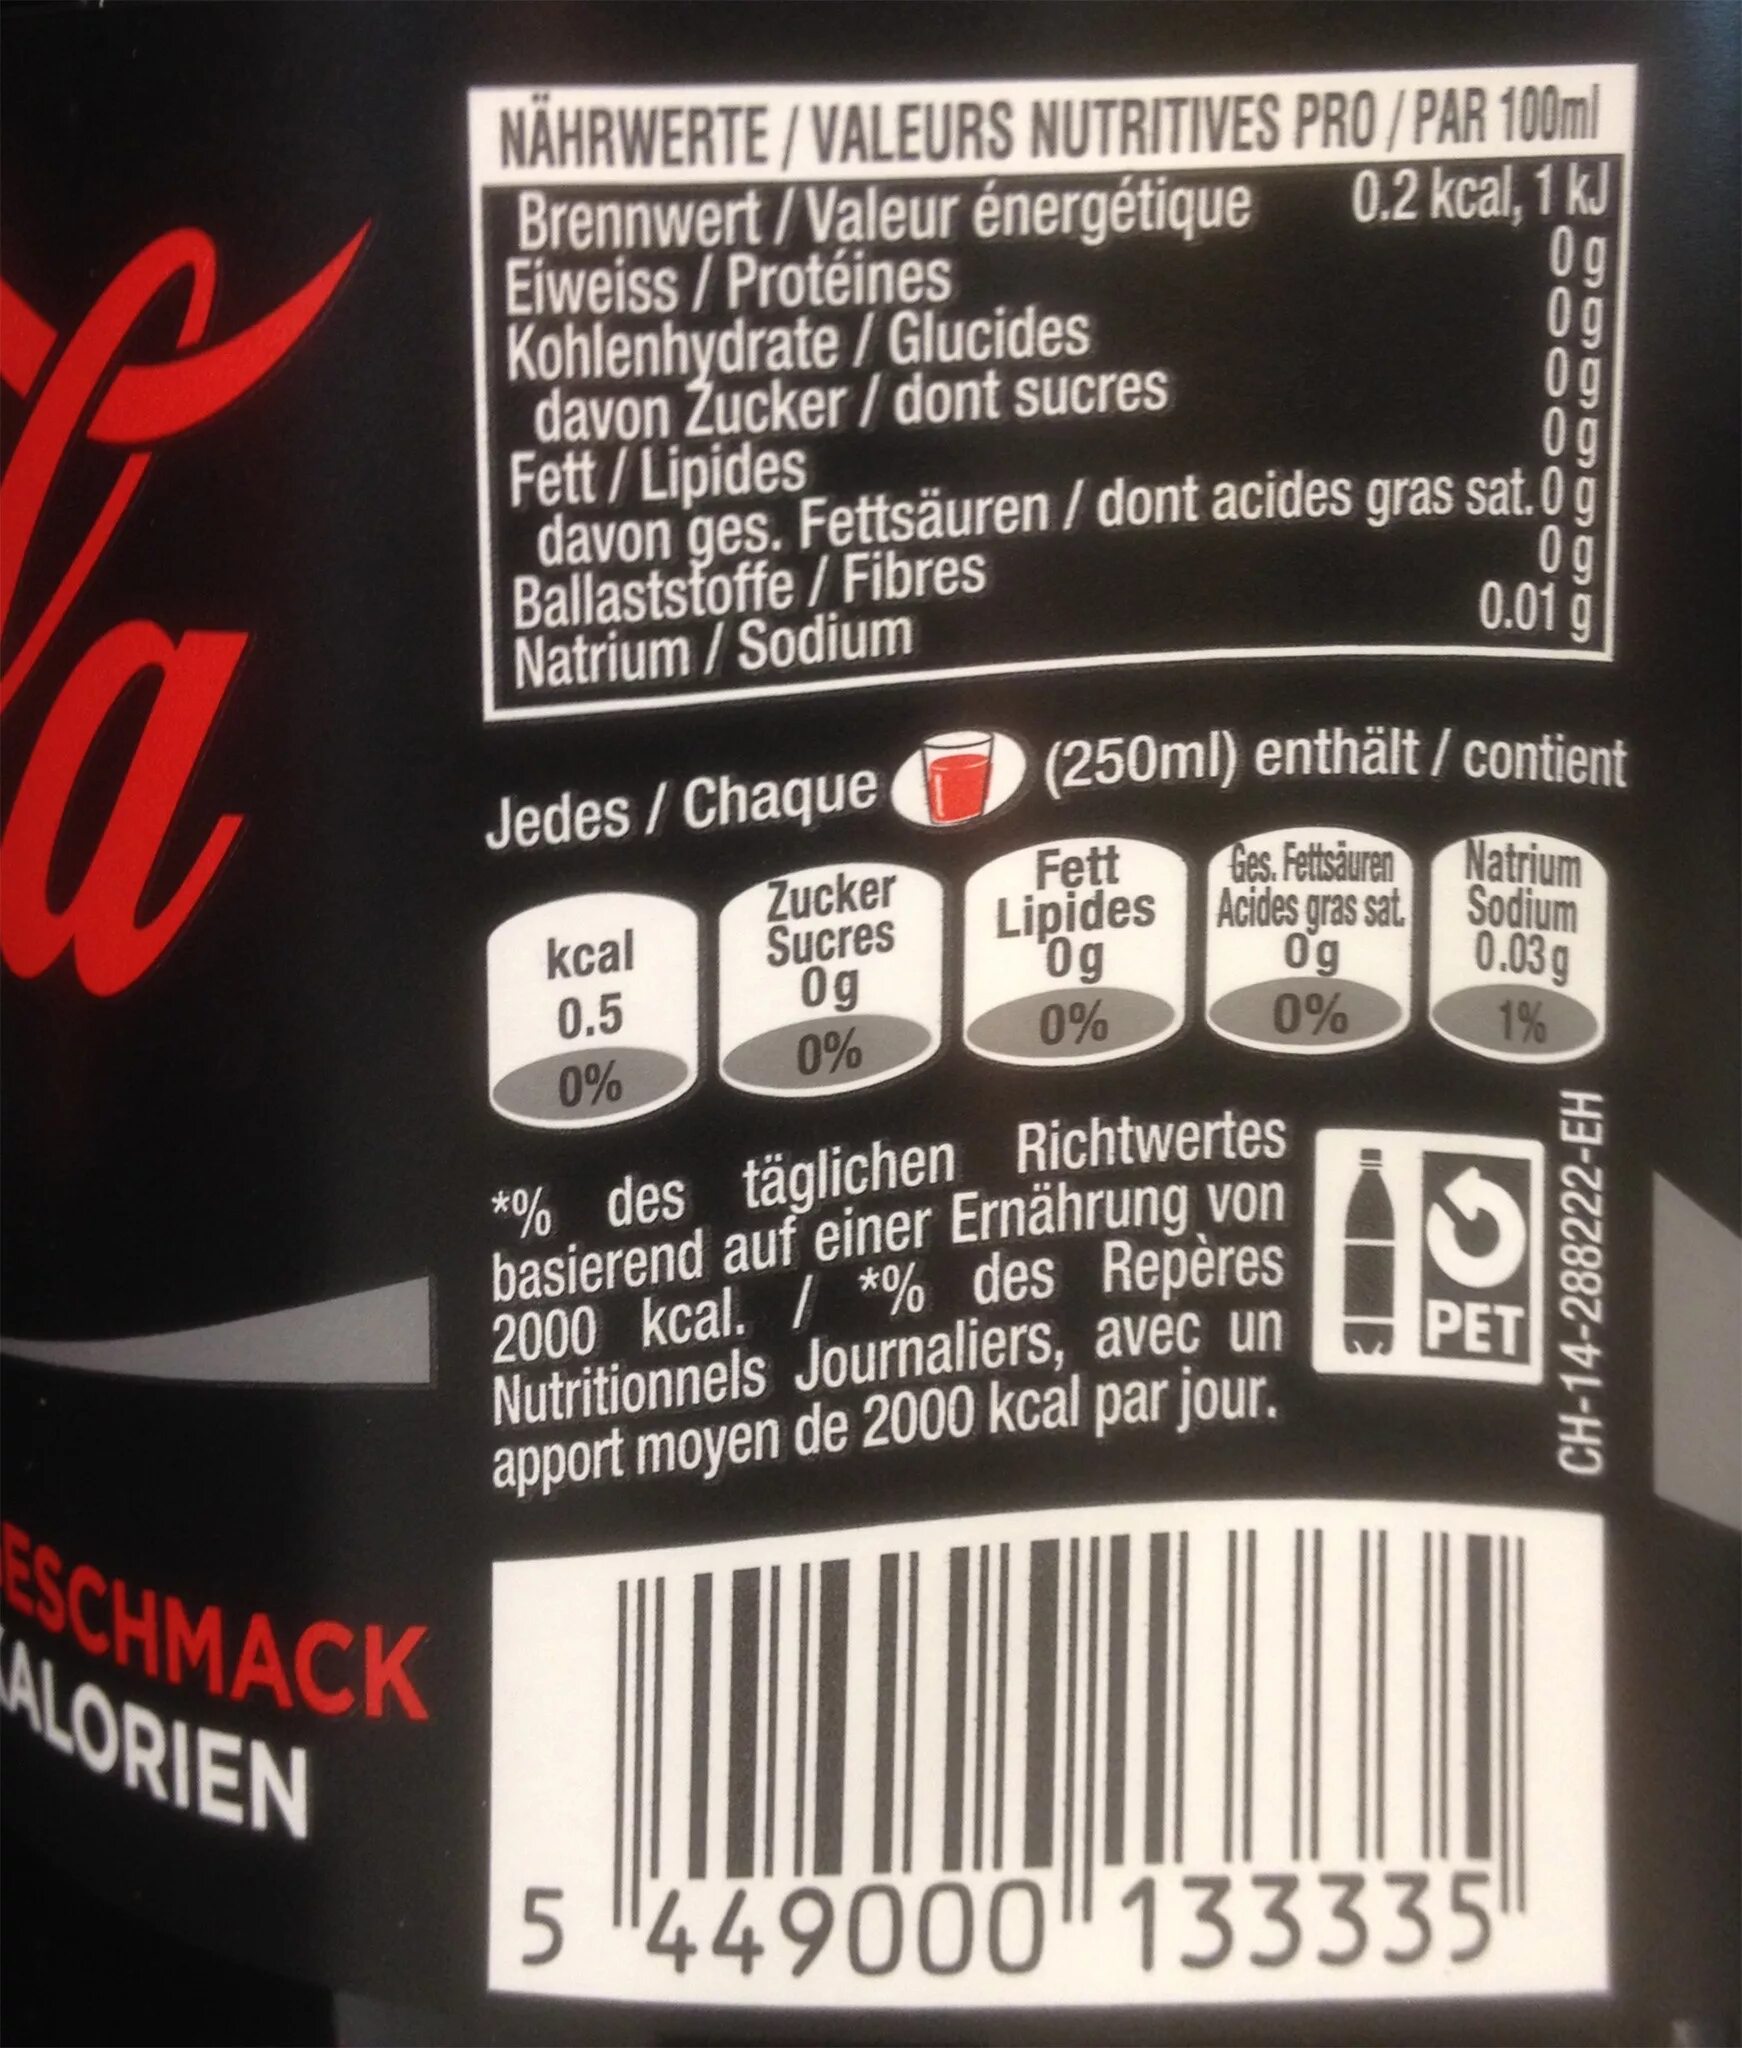 NÄHRWERTE / VALEURS NUTRITIVES PRO / PAR 100ml
Brennwert / Valeur énergétique 0.2 kcal, 1 kJ
Eiweiss / Protéines 0 g
Kohlenhydrate / Glucides 0 g
davon Zucker / dont sucres 0 g
Fett / Lipides 0 g
davon ges. Fettsäuren / dont acides gras sat. 0 g
Ballaststoffe / Fibres 0 g
Natrium / Sodium 0.01 g
Jedes / Chaque (250ml) enthält / contient
kcal
0.5
0%
Zucker
Sucres
0g
0%
Fett
Lipides
0g
0%
Ges. Fettsäuren
Acides gras sat.
0g
0%
Natrium
Sodium
0.03g
1%
*% des täglichen Richtwertes
basierend auf einer Ernährung von
2000 kcal. / *% des Repères
Nutritionnels Journaliers, avec un
apport moyen de 2000 kcal par jour.
PET
CH-14-288222-EH
ESCHMACK
KALORIEN
5 449000 133335